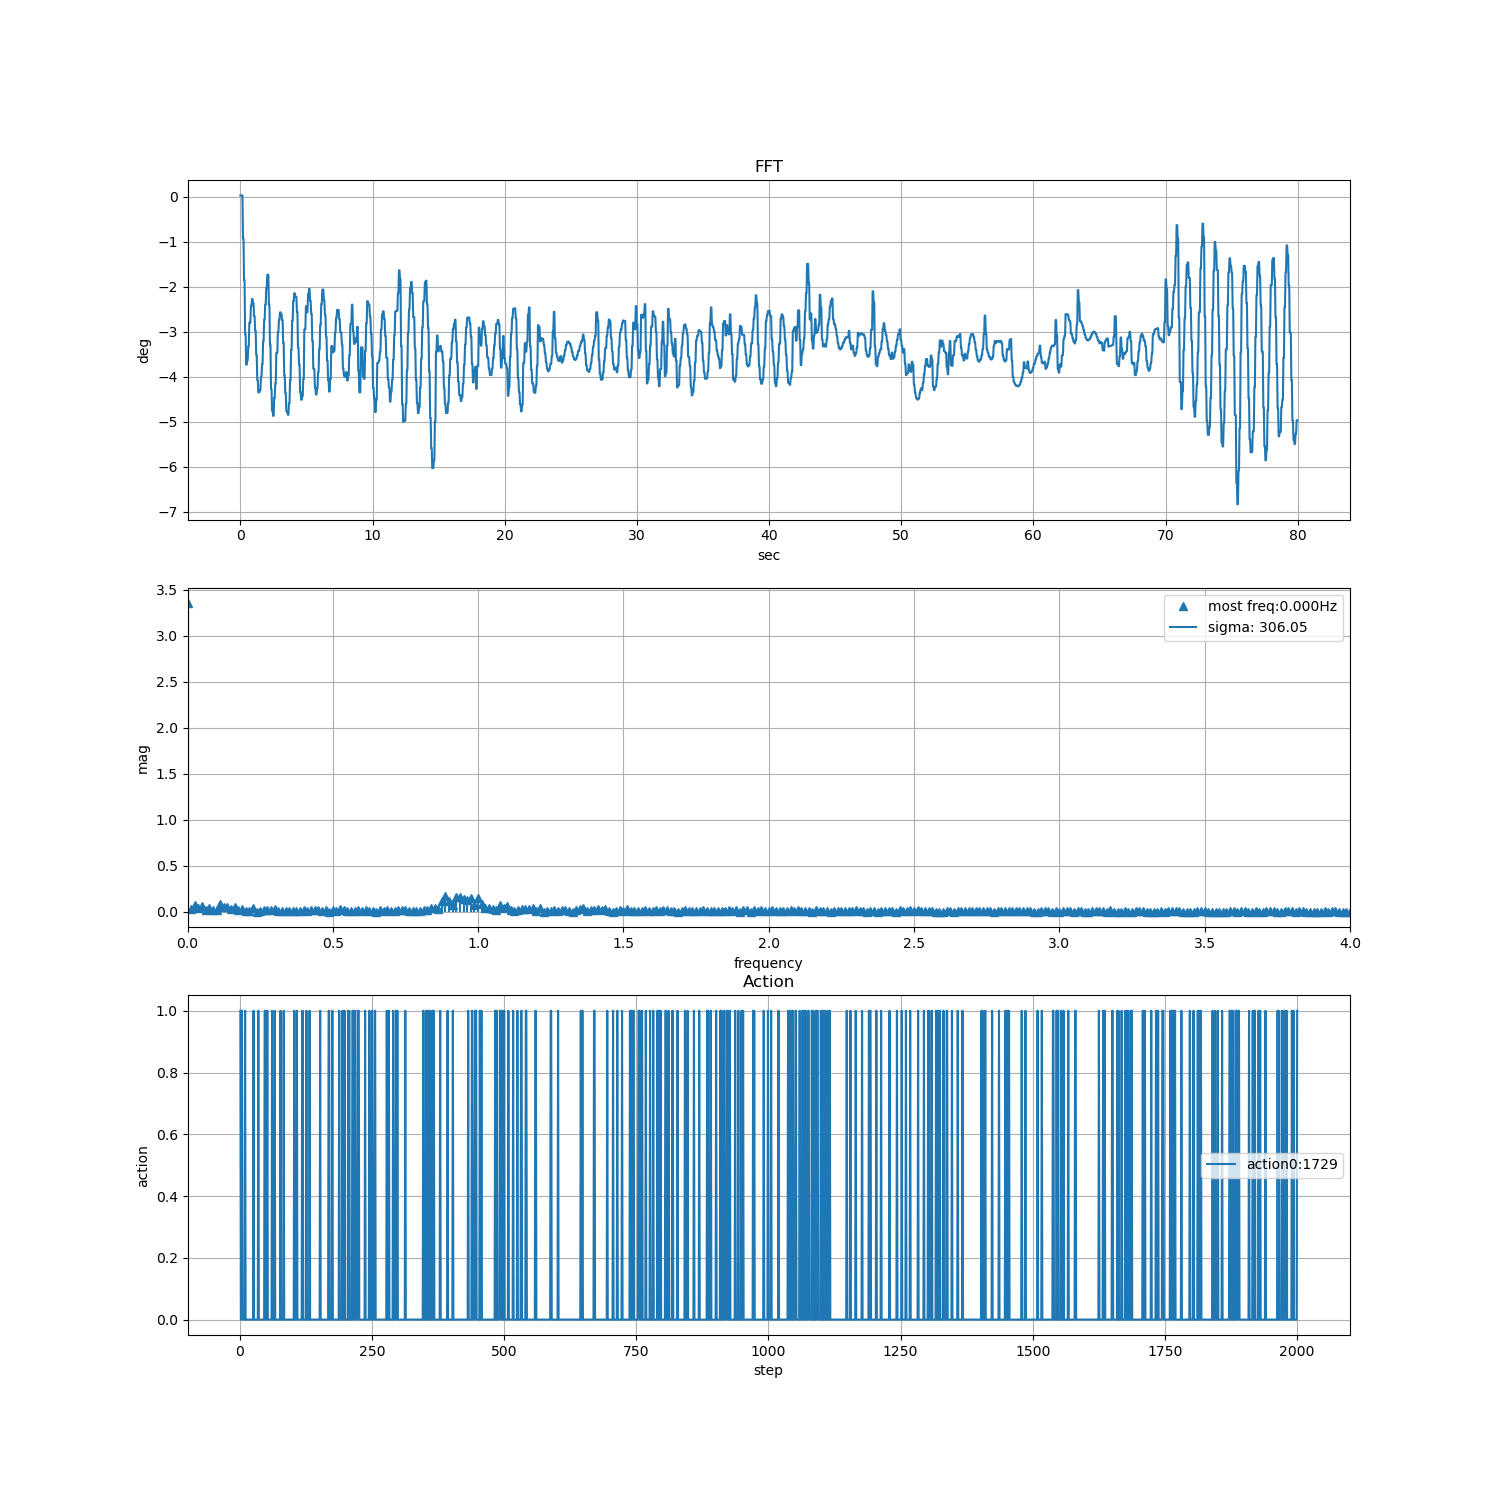 FFT
0
−1
−2
−3
−4
−5
−6
−7
deg
0 10 20 30 40 50 60 70 80
sec
3.5
3.0
2.5
2.0
1.5
1.0
0.5
0.0
mag
most freq:0.000Hz
sigma: 306.05
0.0 0.5 1.0 1.5 2.0 2.5 3.0 3.5 4.0
frequency
Action
1.0
0.8
0.6
0.4
0.2
0.0
action
action0:1729
0 250 500 750 1000 1250 1500 1750 2000
step